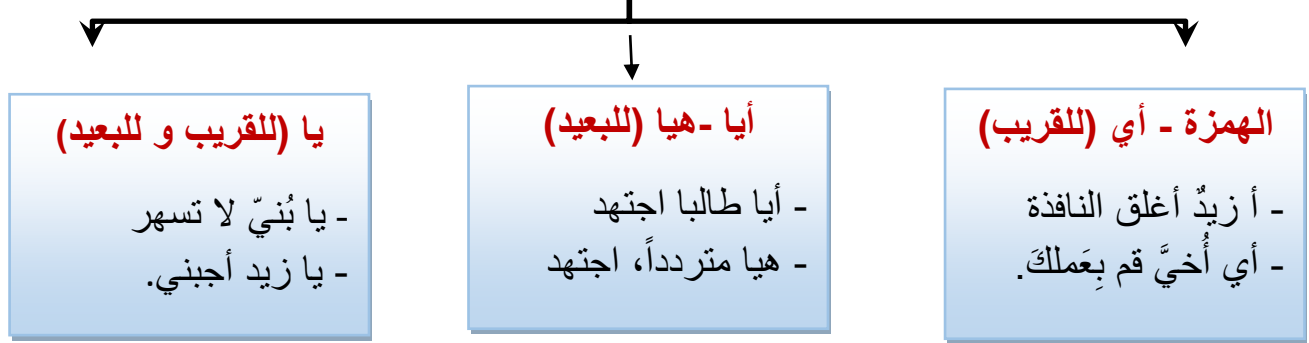 الهمزة - أي (للقريب)
- أ زيدٌ أغلق النافذة
- أي أُخيَّ قم بِعَملكَ.
أيا -هيا (للبعيد)
- أيا طالبا اجتهد
- هيا متردداً، اجتهد
يا (للقريب و للبعيد)
- يا بُنيّ لا تسهر
- يا زيد أجبني.